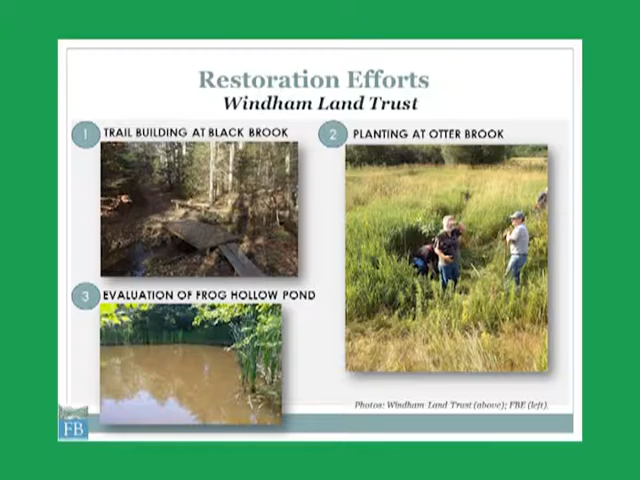 Restoration Efforts
Windham Land Trust
1 TRAIL BUILDING AT BLACK BROOK
2 PLANTING AT OTTER BROOK
3 EVALUATION OF FROG HOLLOW POND
Photos: Windham Land Trust (above); FBE (left).
FB